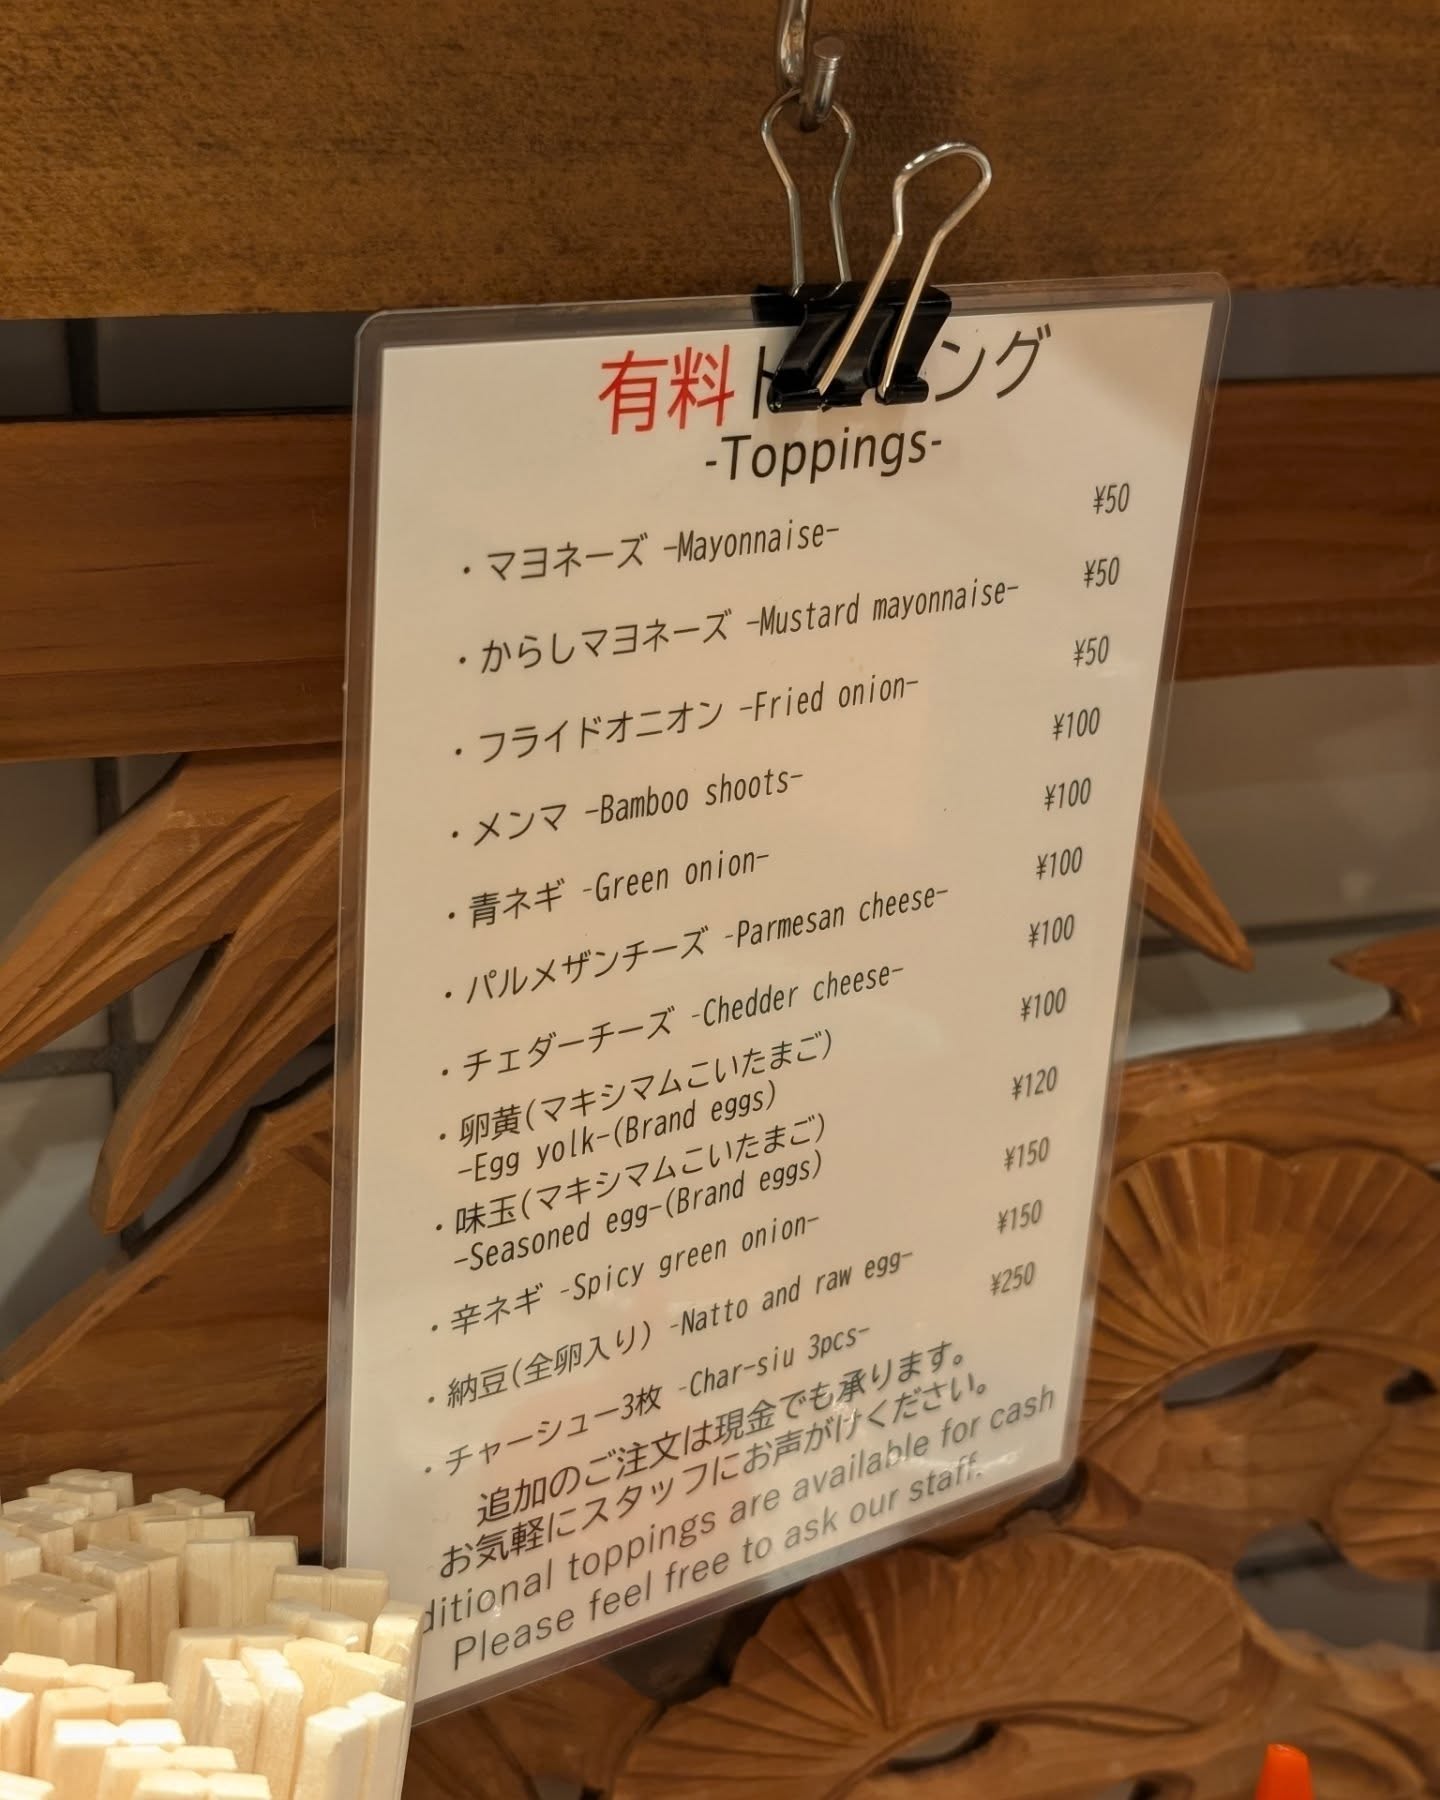 有料ト ング
-Toppings-
・マヨネーズ -Mayonnaise- ¥50
・からしマヨネーズ -Mustard mayonnaise- ¥50
・フライドオニオン -Fried onion- ¥50
・メンマ -Bamboo shoots- ¥100
・青ネギ -Green onion- ¥100
・パルメザンチーズ -Parmesan cheese- ¥100
・チェダーチーズ -Chedder cheese- ¥100
・卵黄(マキシマムこいたまご) ¥100
-Egg yolk-(Brand eggs)
・味玉(マキシマムこいたまご) ¥120
-Seasoned egg-(Brand eggs)
・辛ネギ -Spicy green onion- ¥150
・納豆(全卵入り) -Natto and raw egg- ¥150
・チャーシュー3枚 -Char-siu 3pcs- ¥250
追加のご注文は現金でも承ります。
お気軽にスタッフにお声がけください。
ditional toppings are available for cash
Please feel free to ask our staff.